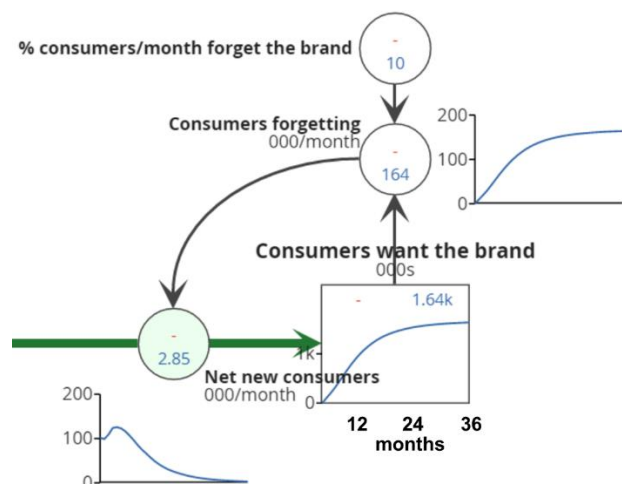 % consumers/month forget the brand
-
10
Consumers forgetting
000/month
-
164
200
100
0
Consumers want the brand
000s
-
1.64k
1k
0
12
24
36
months
-
2.85
Net new consumers
000/month
200
100
0